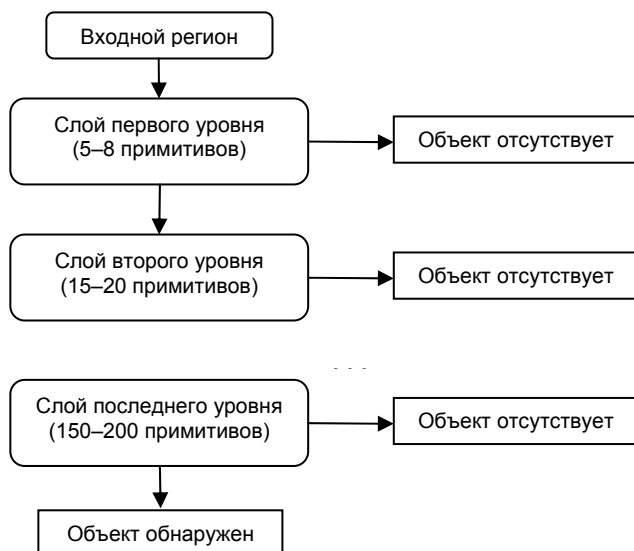 Входной регион
Слой первого уровня
(5–8 примитивов)
Объект отсутствует
Слой второго уровня
(15–20 примитивов)
Объект отсутствует
. . .
Слой последнего уровня
(150–200 примитивов)
Объект отсутствует
Объект обнаружен